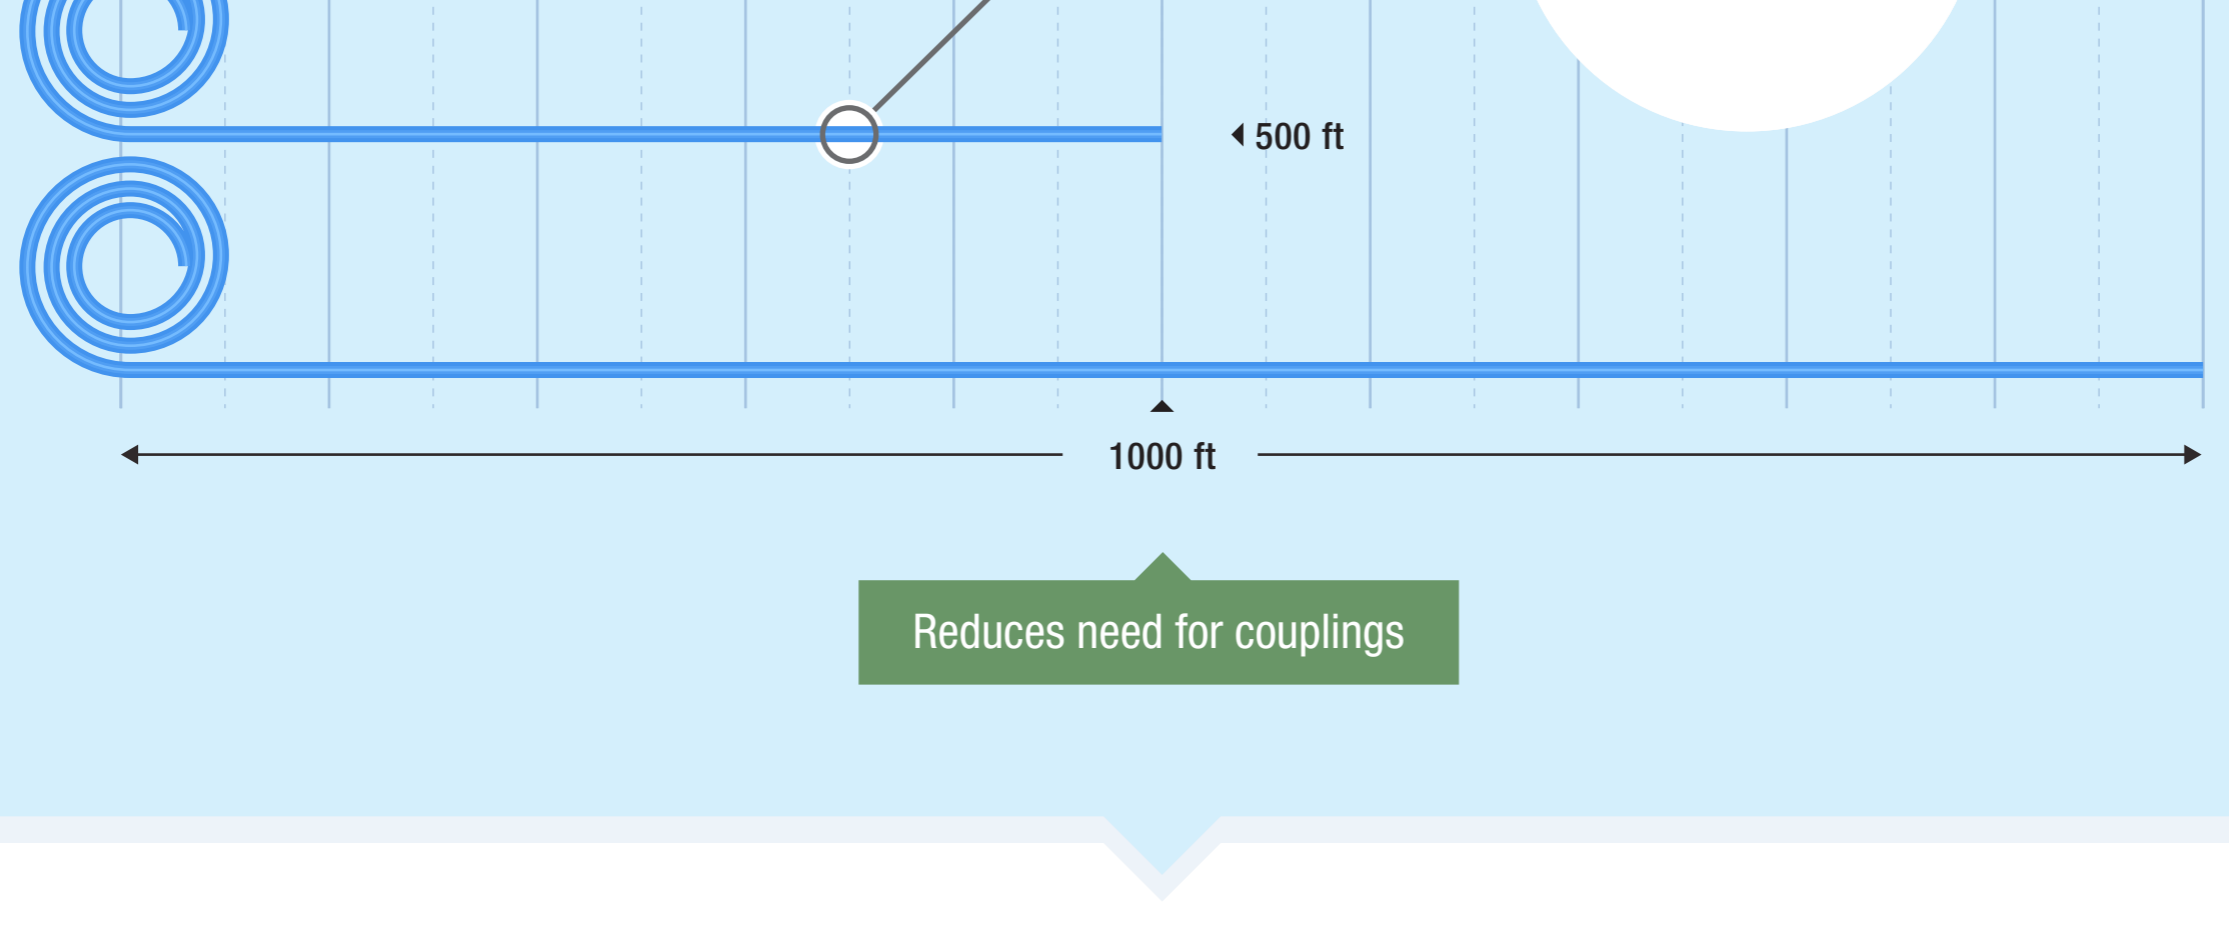 500 ft
1000 ft
Reduces need for couplings